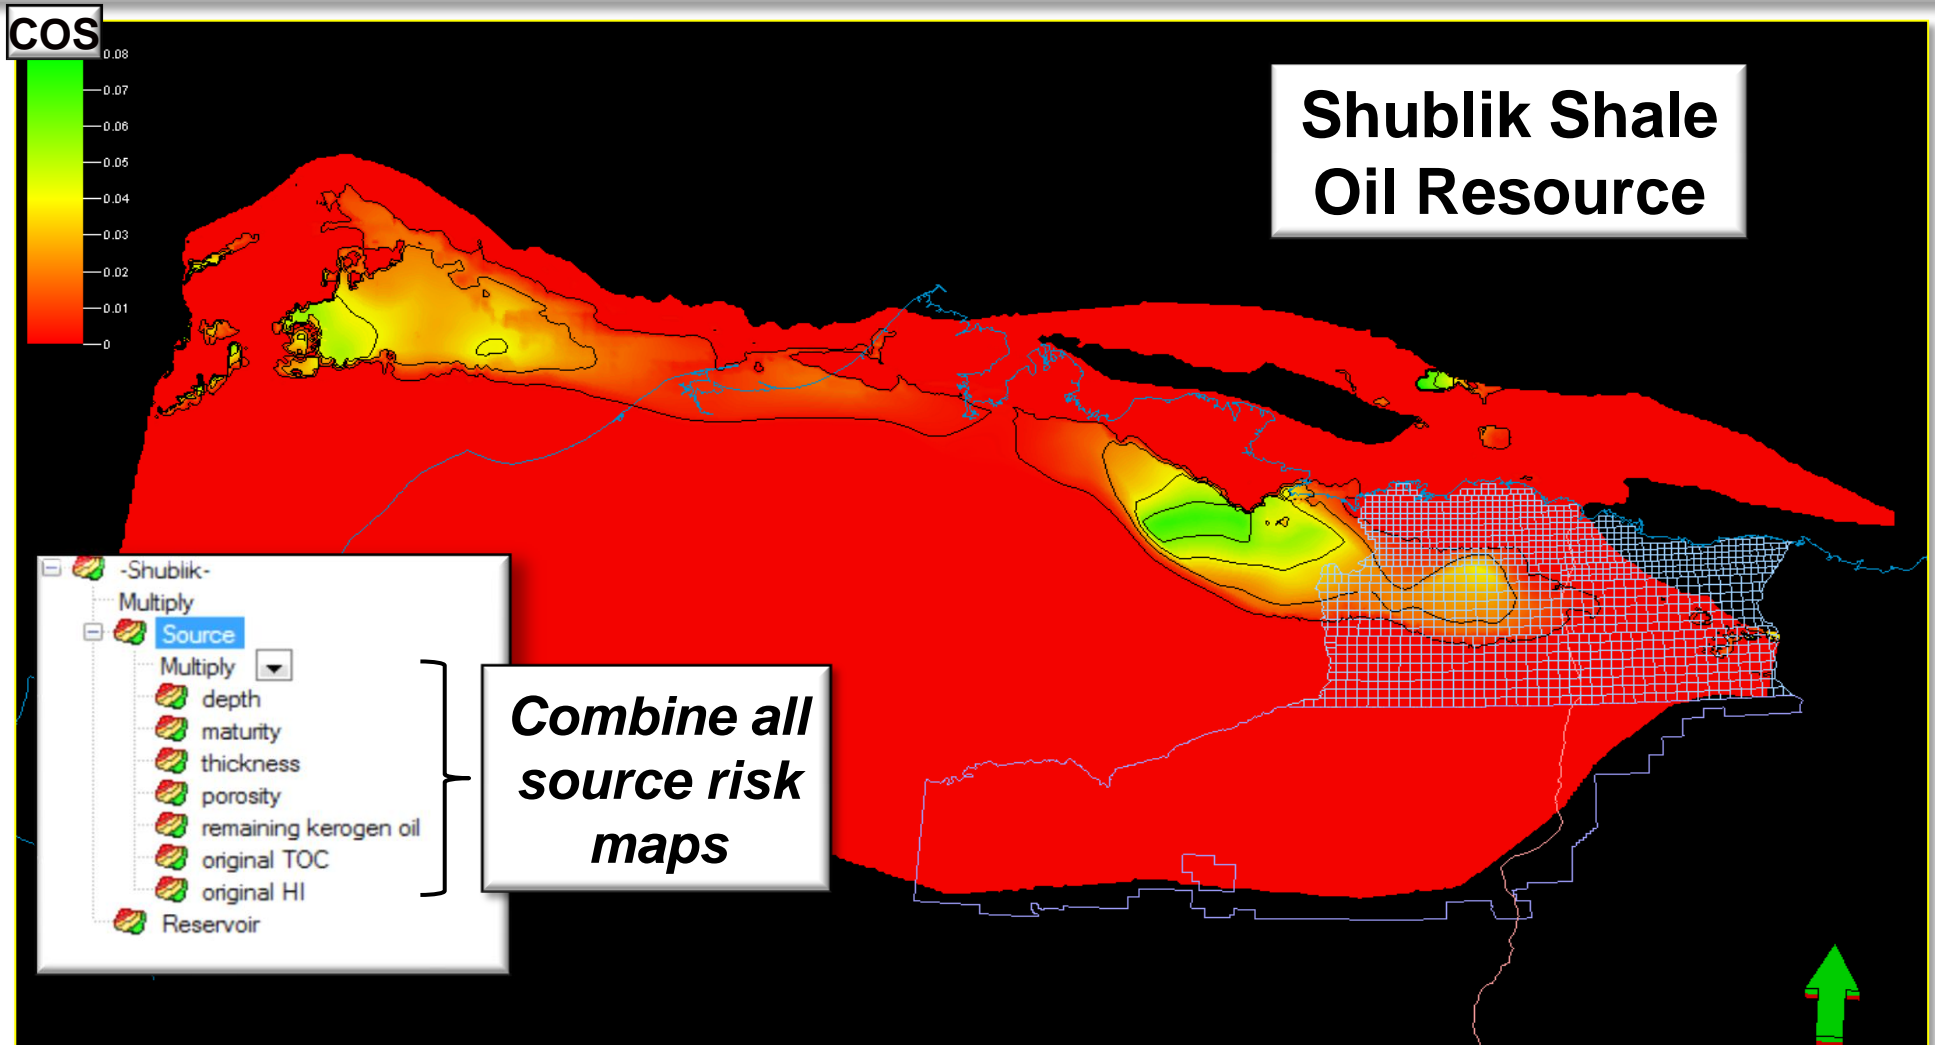 COS
0.08
0.07
0.06
0.05
0.04
0.03
0.02
0.01
0
Shublik Shale
Oil Resource
-Shublik-
Multiply
Source
Multiply
depth
maturity
thickness
porosity
remaining kerogen oil
original TOC
original HI
Reservoir
Combine all
source risk
maps